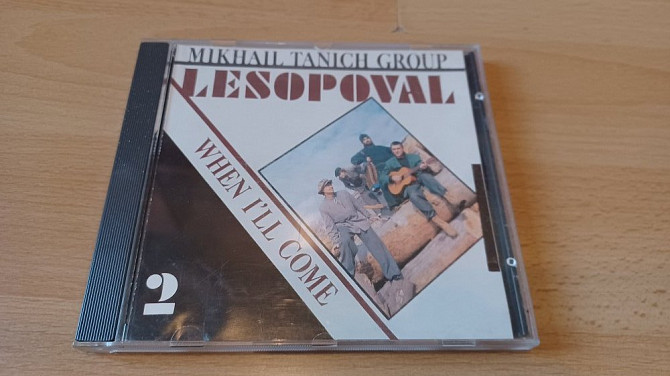 MIKHAIL TANICH GROUP
LESOPOVAL
WHEN I'LL COME
2